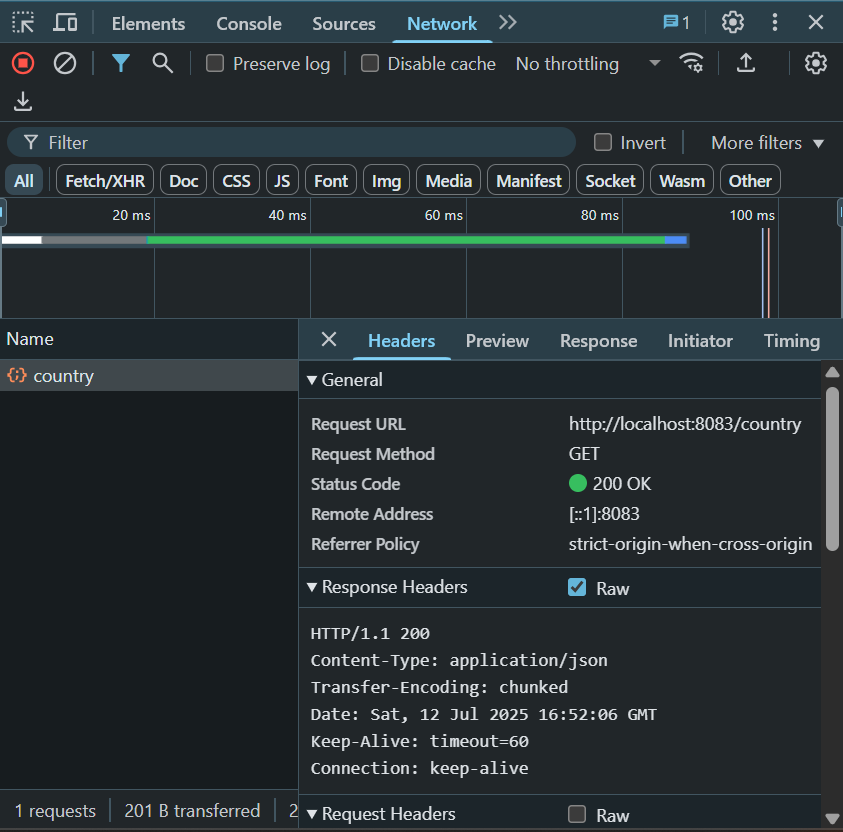 Elements Console Sources Network 1
Preserve log Disable cache No throttling
Filter Invert More filters
All Fetch/XHR Doc CSS JS Font Img Media Manifest Socket Wasm Other
20 ms 40 ms 60 ms 80 ms 100 ms
Name
country
Headers Preview Response Initiator Timing
General
Request URL http://localhost:8083/country
Request Method GET
Status Code 200 OK
Remote Address [::1]:8083
Referrer Policy strict-origin-when-cross-origin
Response Headers Raw
HTTP/1.1 200
Content-Type: application/json
Transfer-Encoding: chunked
Date: Sat, 12 Jul 2025 16:52:06 GMT
Keep-Alive: timeout=60
Connection: keep-alive
Request Headers Raw
1 requests 201 B transferred 2